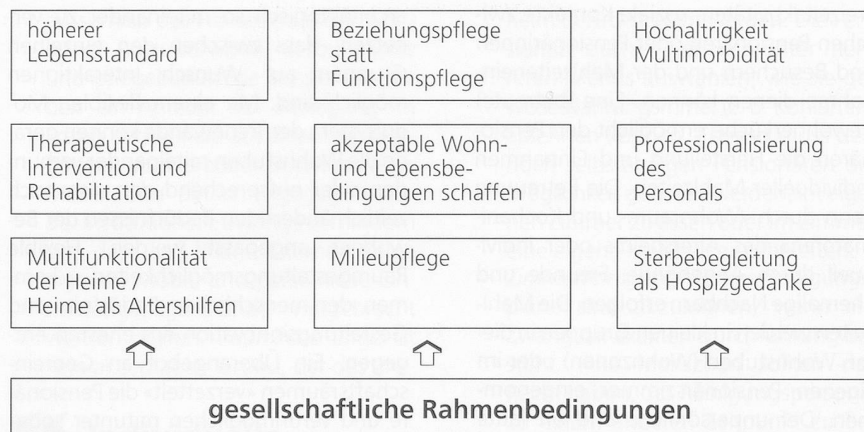 höherer
Lebensstandard
Beziehungspflege
statt
Funktionspflege
Hochaltrigkeit
Multimorbidität
Therapeutische
Intervention und
Rehabilitation
akzeptable Wohn-
und Lebensbe-
dingungen schaffen
Professionalisierung
des
Personals
Multifunktionalität
der Heime /
Heime als Altershilfen
Milieupflege
Sterbebegleitung
als Hospizgedanke
gesellschaftliche Rahmenbedingungen